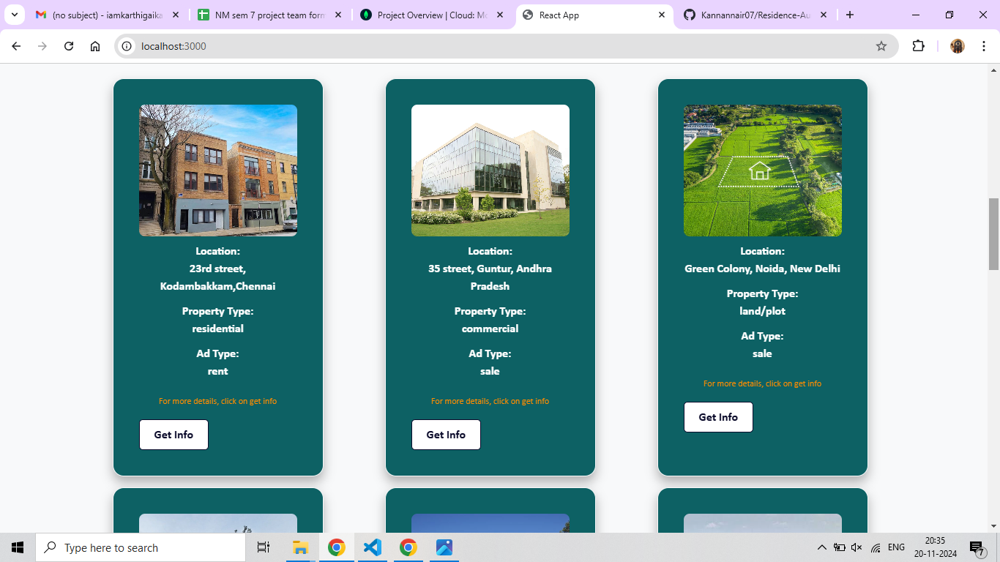 (no subject) - iamkarthigaika
NM sem 7 project team form
Project Overview | Cloud: Mo
React App
Kannannair07/Residence-Au
localhost:3000
Location:
23rd street,
Kodambakkam,Chennai
Property Type:
residential
Ad Type:
rent
For more details, click on get info
Get Info
Location:
35 street, Guntur, Andhra
Pradesh
Property Type:
commercial
Ad Type:
sale
For more details, click on get info
Get Info
Location:
Green Colony, Noida, New Delhi
Property Type:
land/plot
Ad Type:
sale
For more details, click on get info
Get Info
Type here to search
ENG
20:35
20-11-2024
7